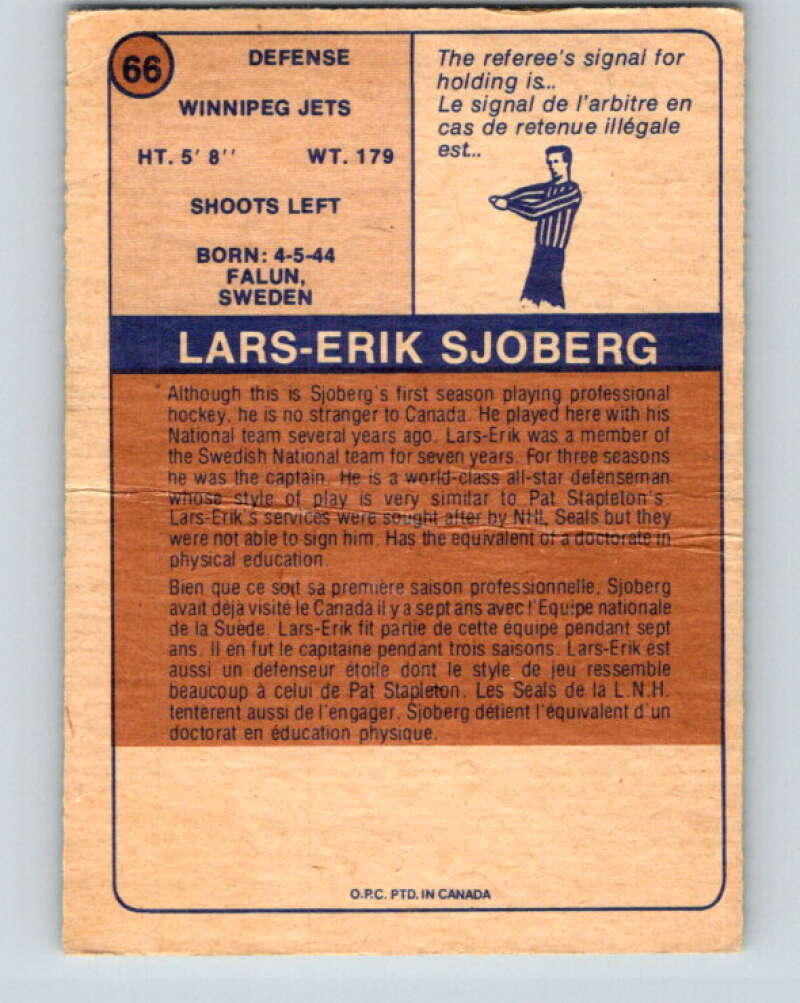 66
DEFENSE
WINNIPEG JETS
HT. 5' 8'' WT. 179
SHOOTS LEFT
BORN: 4-5-44
FALUN,
SWEDEN
The referee's signal for
holding is...
Le signal de l'arbitre en
cas de retenue illégale
est...
LARS-ERIK SJOBERG
Although this is Sjoberg's first season playing professional
hockey, he is no stranger to Canada. He played here with his
National team several years ago. Lars-Erik was a member of
the Swedish National team for seven years. For three seasons
he was the captain. He is a world-class all-star defenseman
whose style of play is very similar to Pat Stapleton's.
Lars-Erik's services were sought after by NHL Seals but they
were not able to sign him. Has the equivalent of a doctorate in
physical education.
Bien que ce soit sa première saison professionnelle, Sjoberg
avait déjà visité le Canada il y a sept ans avec l'Equipe nationale
de la Suède. Lars-Erik fit partie de cette équipe pendant sept
ans. Il en fut le capitaine pendant trois saisons. Lars-Erik est
aussi un défenseur étoile dont le style de jeu ressemble
beaucoup à celui de Pat Stapleton. Les Seals de la L.N.H.
tentèrent aussi de l'engager. Sjoberg détient l'équivalent d'un
doctorat en éducation physique.
O.P.C. PTD. IN CANADA